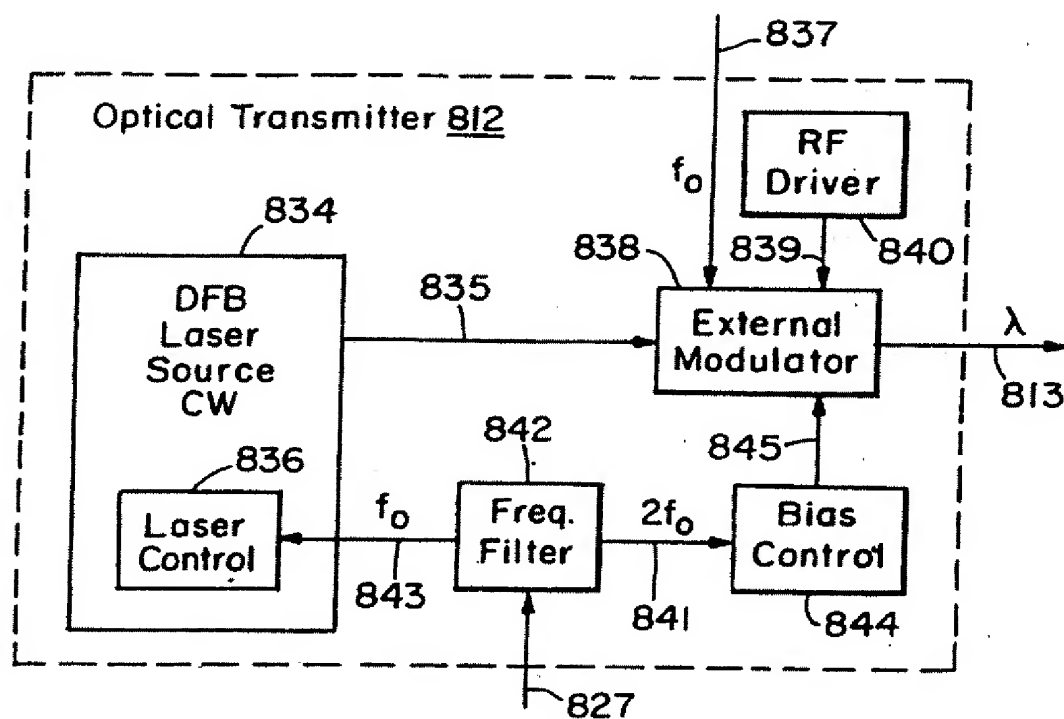 837
Optical Transmitter 812
RF
Driver
f₀
834
838
839
840
835
DFB
Laser
Source
CW
External
Modulator
λ
813
842
845
836
Laser
Control
f₀
Freq.
Filter
2f₀
Bias
Control
843
841
844
827